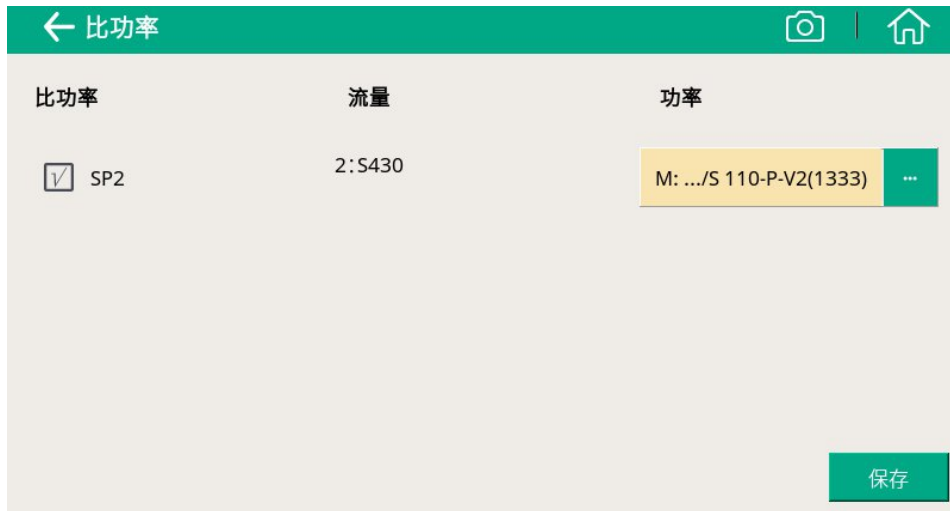 比功率
比功率 流量 功率
SP2 2:S430 M: .../S 110-P-V2(1333) ...
保存